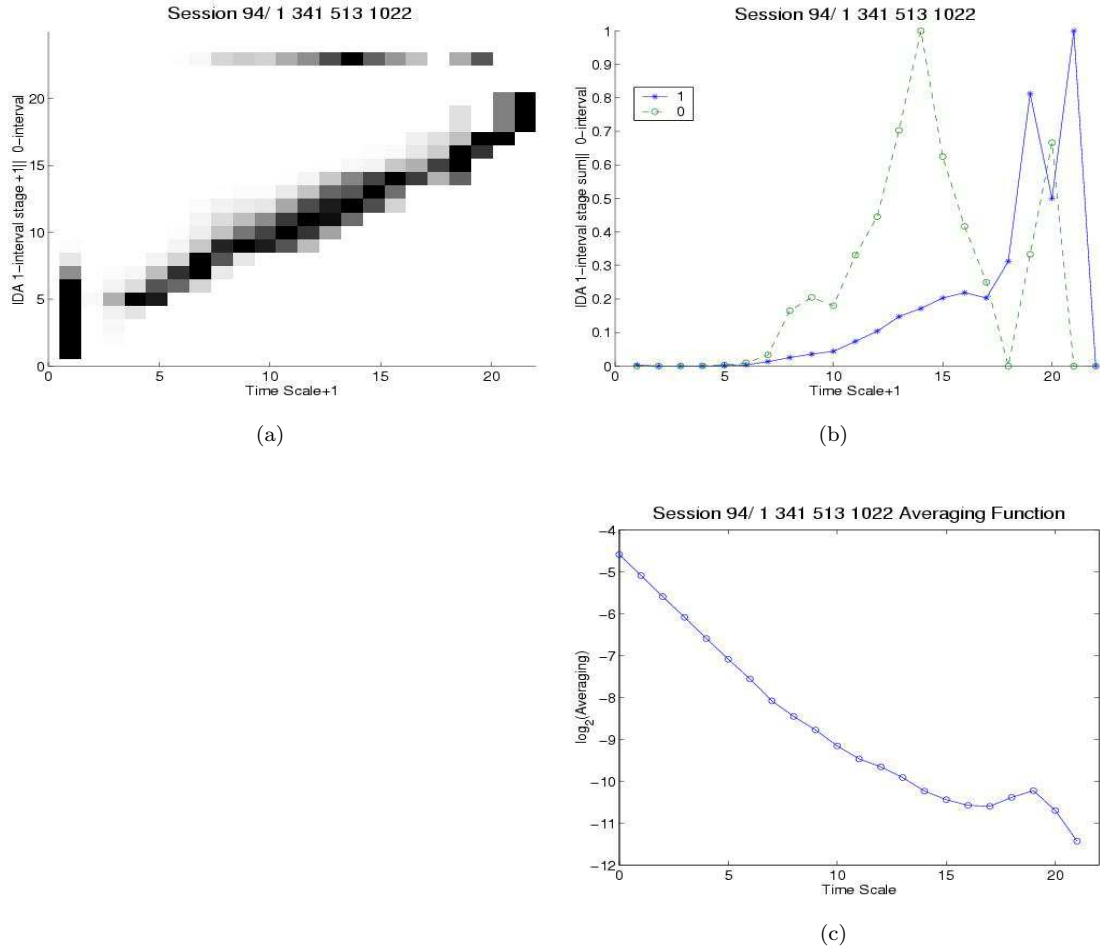 Session 94/ 1 341 513 1022
IDA 1-interval stage +1|| 0-interval
20
15
10
5
0
0 5 10 15 20
Time Scale+1
(a)
Session 94/ 1 341 513 1022
IDA 1-interval stage sum|| 0-interval
1
0.9
0.8
0.7
0.6
0.5
0.4
0.3
0.2
0.1
0
1
0
0 5 10 15 20
Time Scale+1
(b)
Session 94/ 1 341 513 1022 Averaging Function
log2(Averaging)
-4
-5
-6
-7
-8
-9
-10
-11
-12
0 5 10 15 20
Time Scale
(c)